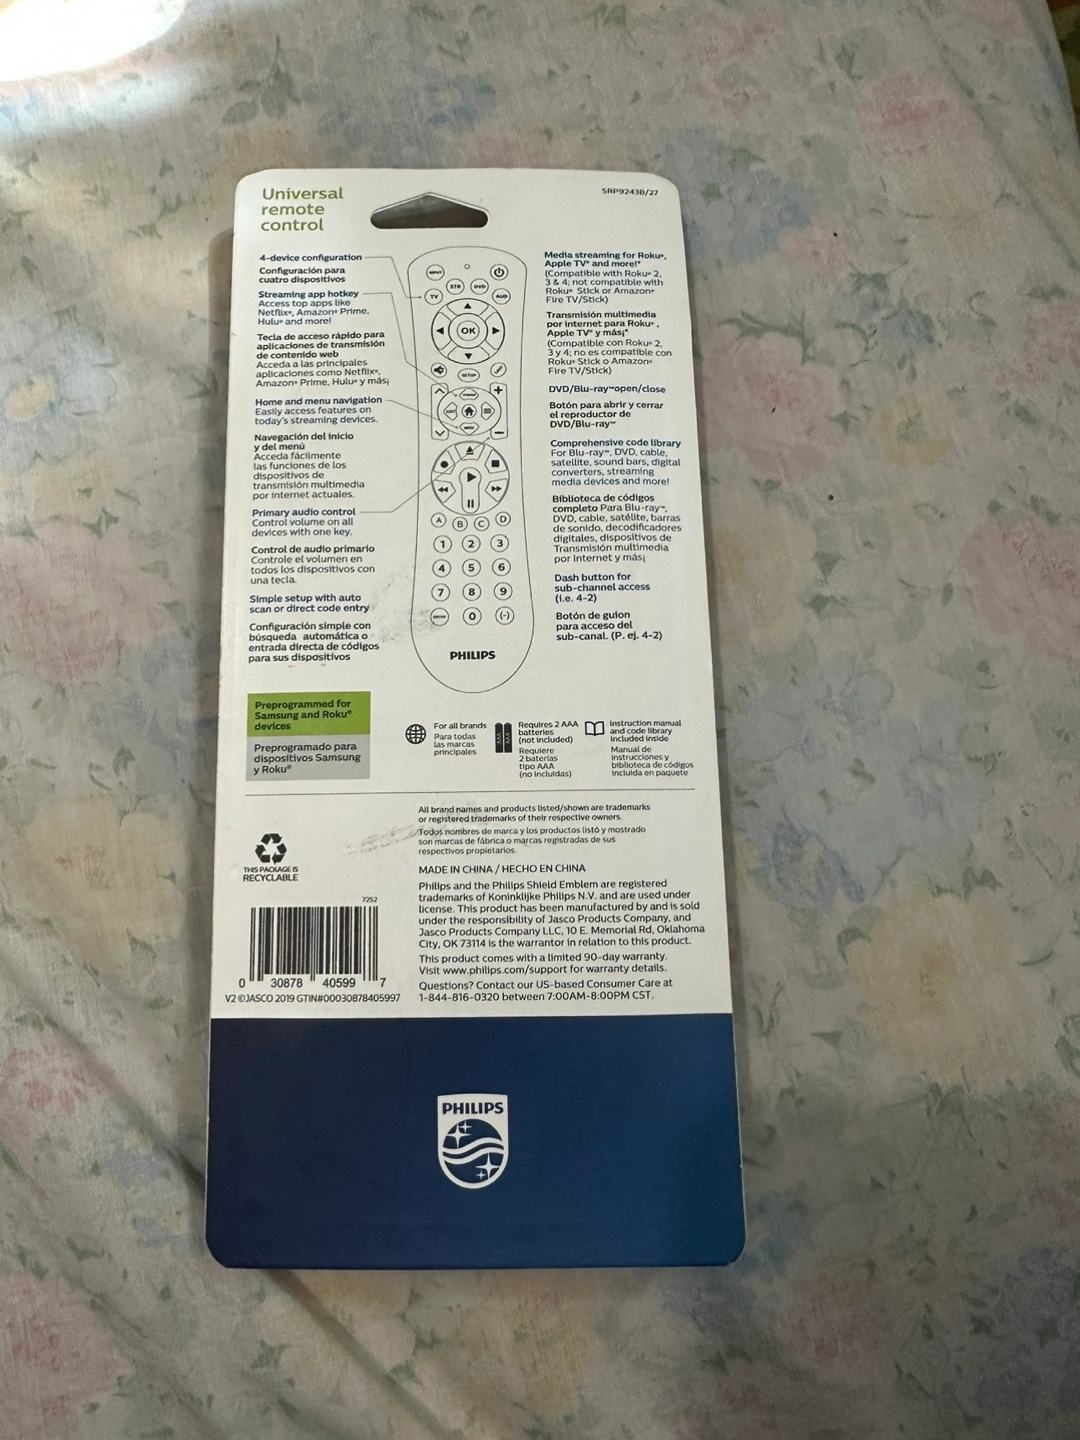 Universal
remote
control
SRP9243B/27
4-device configuration
Configuración para
cuatro dispositivos
Streaming app hotkey
Access top apps like
Netflix®, Amazon® Prime,
Hulu® and more!
Tecla de acceso rápido para
aplicaciones de transmisión
de contenido web
Acceda a las principales
aplicaciones como Netflix®,
Amazon® Prime, Hulu® y más¡
Home and menu navigation
Easily access features on
today's streaming devices.
Navegación del inicio
y del menú
Acceda fácilmente
las funciones de los
dispositivos de
transmisión multimedia
por Internet actuales.
Primary audio control
Control volume on all
devices with one key.
Control de audio primario
Controle el volumen en
todos los dispositivos con
una tecla.
Simple setup with auto
scan or direct code entry
Configuración simple con
búsqueda automática o
entrada directa de códigos
para sus dispositivos
INPUT
STR DVD
TV AUD
OK
SETUP
EXIT
A B C D
1 2 3
4 5 6
7 8 9
ENTER 0 (-)
PHILIPS
Media streaming for Roku®,
Apple TV® and more!*
(Compatible with Roku® 2,
3 & 4; not compatible with
Roku® Stick or Amazon®
Fire TV/Stick)
Transmisión multimedia
por internet para Roku®,
Apple TV® y más¡*
(Compatible con Roku® 2,
3 y 4; no es compatible con
Roku® Stick o Amazon®
Fire TV/Stick)
DVD/Blu-ray™open/close
Botón para abrir y cerrar
el reproductor de
DVD/Blu-ray™
Comprehensive code library
For Blu-ray™, DVD, cable,
satellite, sound bars, digital
converters, streaming
media devices and more!
Biblioteca de códigos
completo Para Blu-ray™,
DVD, cable, satélite, barras
de sonido, decodificadores
digitales, dispositivos de
Transmisión multimedia
por Internet y más¡
Dash button for
sub-channel access
(i.e. 4-2)
Botón de guion
para acceso del
sub-canal. (P. ej. 4-2)
Preprogrammed for
Samsung and Roku®
devices
Preprogramado para
dispositivos Samsung
y Roku®
For all brands
Para todas
las marcas
principales
AAA AAA
Requires 2 AAA
batteries
(not included)
Requiere
2 baterías
tipo AAA
(no incluidas)
Instruction manual
and code library
included inside
Manual de
instrucciones y
biblioteca de códigos
incluida en paquete
All brand names and products listed/shown are trademarks
or registered trademarks of their respective owners.
Todos nombres de marca y los productos listó y mostrado
son marcas de fábrica o marcas registradas de sus
respectivos propietarios.
THIS PACKAGE IS
RECYCLABLE
MADE IN CHINA / HECHO EN CHINA
Philips and the Philips Shield Emblem are registered
trademarks of Koninklijke Philips N.V. and are used under
license. This product has been manufactured by and is sold
under the responsibility of Jasco Products Company, and
Jasco Products Company LLC, 10 E. Memorial Rd, Oklahoma
City, OK 73114 is the warrantor in relation to this product.
This product comes with a limited 90-day warranty.
Visit www.philips.com/support for warranty details.
Questions? Contact our US-based Consumer Care at
1-844-816-0320 between 7:00AM-8:00PM CST.
7252
0 30878 40599 7
V2 ©JASCO 2019 GTIN#00030878405997
PHILIPS